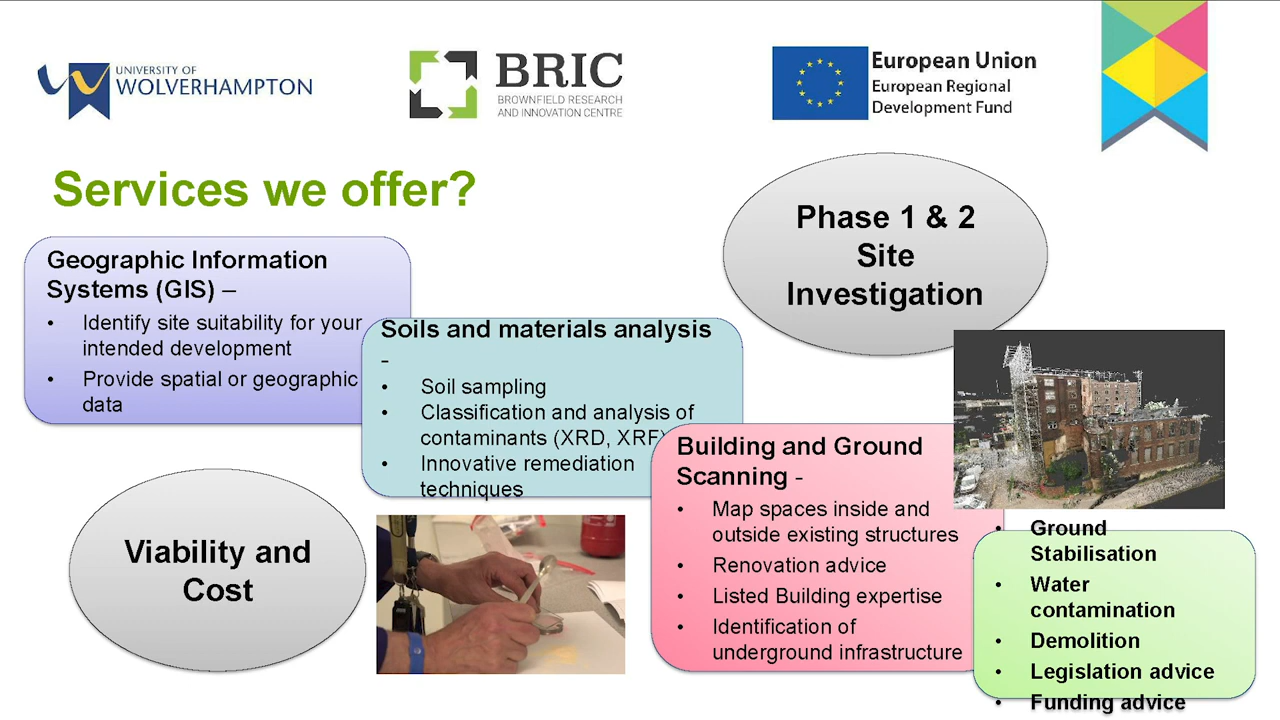 UNIVERSITY OF
WOLVERHAMPTON
BRIC
BROWNFIELD RESEARCH
AND INNOVATION CENTRE
European Union
European Regional
Development Fund
Services we offer?
Phase 1 & 2
Site
Investigation
Geographic Information
Systems (GIS) –
• Identify site suitability for your
intended development
• Provide spatial or geographic
data
Soils and materials analysis
-
• Soil sampling
• Classification and analysis of
contaminants (XRD, XRF)
• Innovative remediation
techniques
Viability and
Cost
Building and Ground
Scanning -
• Map spaces inside and
outside existing structures
• Renovation advice
• Listed Building expertise
• Identification of
underground infrastructure
• Ground
Stabilisation
• Water
contamination
• Demolition
• Legislation advice
• Funding advice